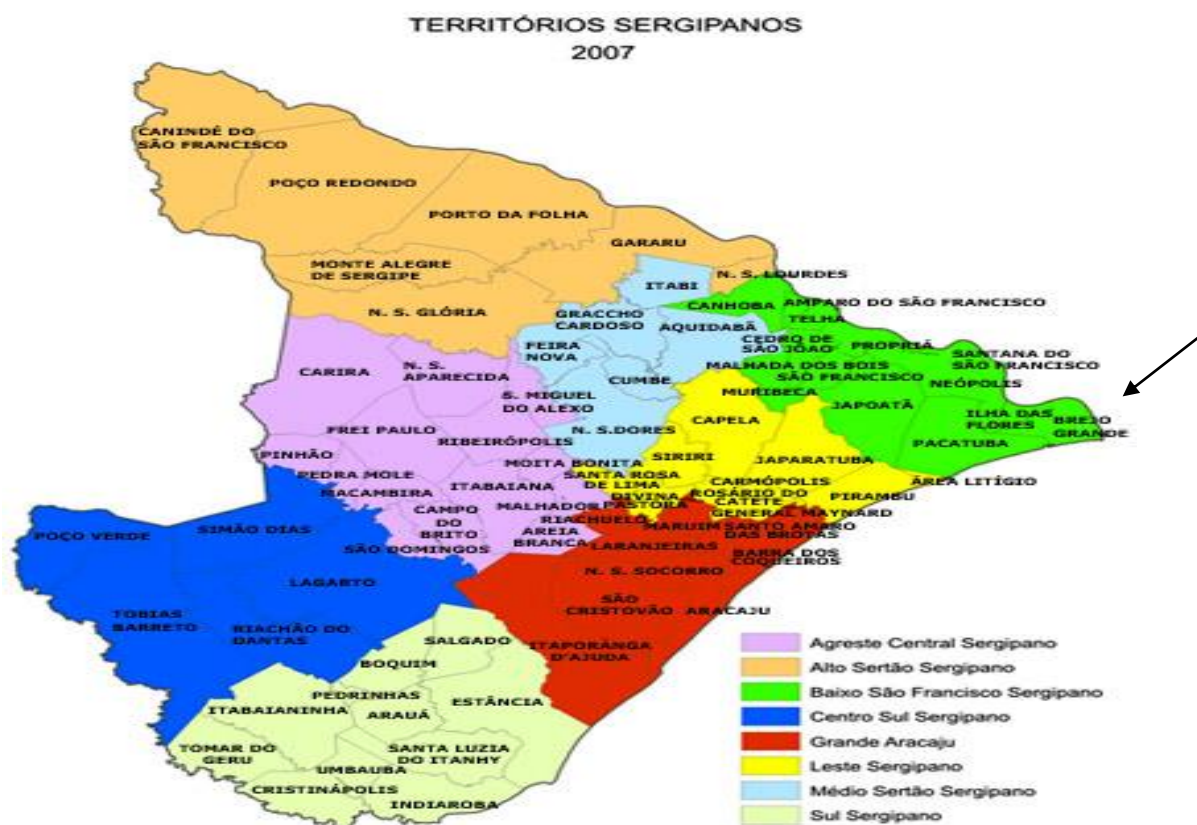 TERRITÓRIOS SERGIPANOS
2007
CANINDÉ DO
SÃO FRANCISCO
POÇO REDONDO
PORTO DA FOLHA
GARARU
MONTE ALEGRE
DE SERGIPE
N. S. LOURDES
ITABI
N. S. GLÓRIA
CANHOBA
AMPARO DO SÃO FRANCISCO
GRACCHO
CARDOSO
AQUIDABÃ
TELHA
FEIRA
NOVA
CEDRO DE
SÃO JOÃO
PROPRIÁ
SANTANA DO
SÃO FRANCISCO
CARIRA
N. S.
APARECIDA
CUMBE
MALHADA DOS BOIS
SÃO FRANCISCO
NEÓPOLIS
S. MIGUEL
DO ALEXO
MURIBECA
JAPOATÃ
ILHA DAS
FLORES
BREJO
GRANDE
FREI PAULO
RIBEIRÓPOLIS
N. S.DORES
CAPELA
PACATUBA
PINHÃO
PEDRA MOLE
MOITA BONITA
SIRIRI
JAPARATUBA
MACAMBIRA
ITABAIANA
SANTA ROSA
DE LIMA
CARMÓPOLIS
ÁREA LITÍGIO
DIVINA
PASTORA
ROSÁRIO DO
CATETE
PIRAMBU
CAMPO
DO
BRITO
MALHADOR
RIACHUELO
GENERAL MAYNARD
POÇO VERDE
SIMÃO DIAS
SÃO DOMINGOS
AREIA
BRANCA
MARUIM
SANTO AMARO
DAS BROTAS
LARANJEIRAS
BARRA DOS
COQUEIROS
LAGARTO
N. S. SOCORRO
TOBIAS
BARRETO
RIACHÃO DO
DANTAS
SÃO
CRISTOVÃO
ARACAJU
SALGADO
ITAPORANGA
D'AJUDA
BOQUIM
PEDRINHAS
ITABAIANINHA
ARAUÁ
ESTÂNCIA
TOMAR DO
GERU
SANTA LUZIA
DO ITANHY
UMBAUBA
CRISTINÁPOLIS
INDIAROBA
Agreste Central Sergipano
Alto Sertão Sergipano
Baixo São Francisco Sergipano
Centro Sul Sergipano
Grande Aracaju
Leste Sergipano
Médio Sertão Sergipano
Sul Sergipano